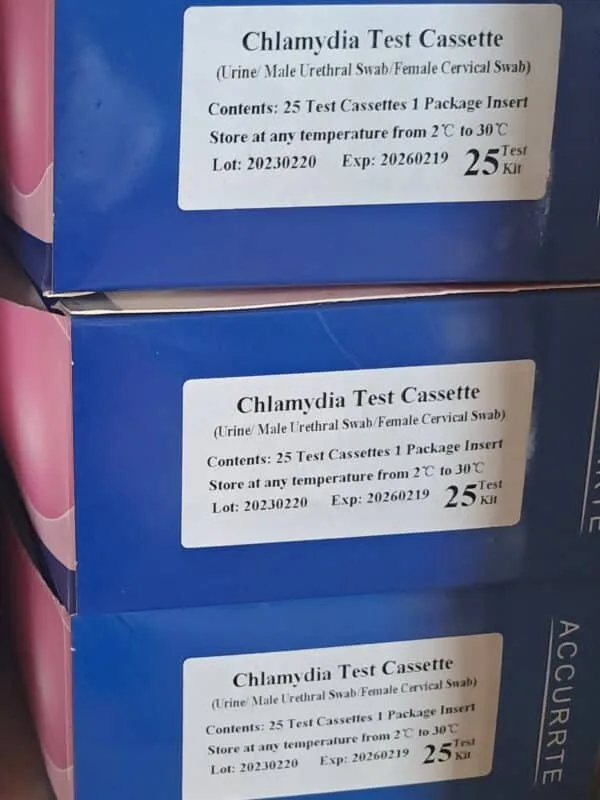 Chlamydia Test Cassette
(Urine/ Male Urethral Swab/Female Cervical Swab)
Contents: 25 Test Cassettes 1 Package Insert
Store at any temperature from 2℃ to 30℃
Lot: 20230220 Exp: 20260219 25 Test Kit
Chlamydia Test Cassette
(Urine/ Male Urethral Swab/Female Cervical Swab)
Contents: 25 Test Cassettes 1 Package Insert
Store at any temperature from 2℃ to 30℃
Lot: 20230220 Exp: 20260219 25 Test Kit
Chlamydia Test Cassette
(Urine/ Male Urethral Swab/Female Cervical Swab)
Contents: 25 Test Cassettes 1 Package Insert
Store at any temperature from 2℃ to 30℃
Lot: 20230220 Exp: 20260219 25 Test Kit
ACCURRTE